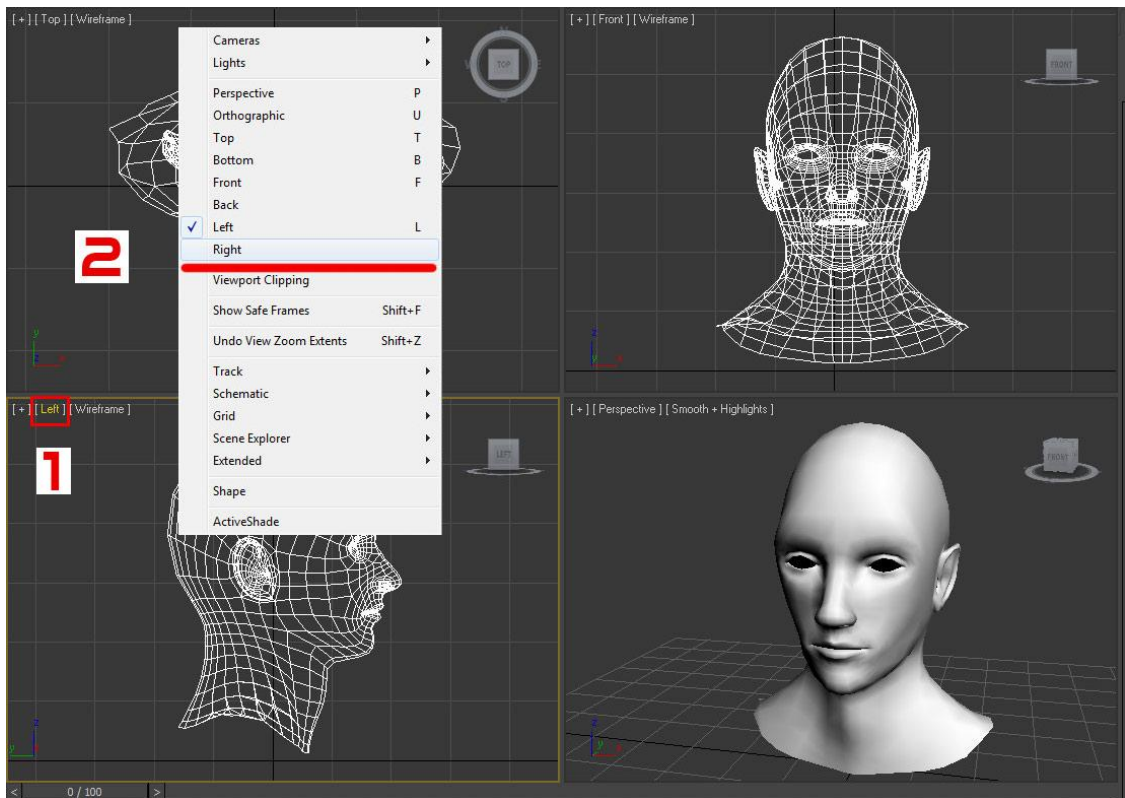 [ + ] [ Top ] [ Wireframe ]
TOP
Cameras
Lights
Perspective P
Orthographic U
Top T
Bottom B
Front F
Back
Left L
Right
Viewport Clipping
Show Safe Frames Shift+F
Undo View Zoom Extents Shift+Z
Track
Schematic
Grid
Scene Explorer
Extended
Shape
ActiveShade
2
y
z x
[ + ] [ Front ] [ Wireframe ]
FRONT
z
y x
[ + ] [ Left ] [ Wireframe ]
1
LEFT
z
y
[ + ] [ Perspective ] [ Smooth + Highlights ]
FRONT
z
y x
< 0 / 100 >